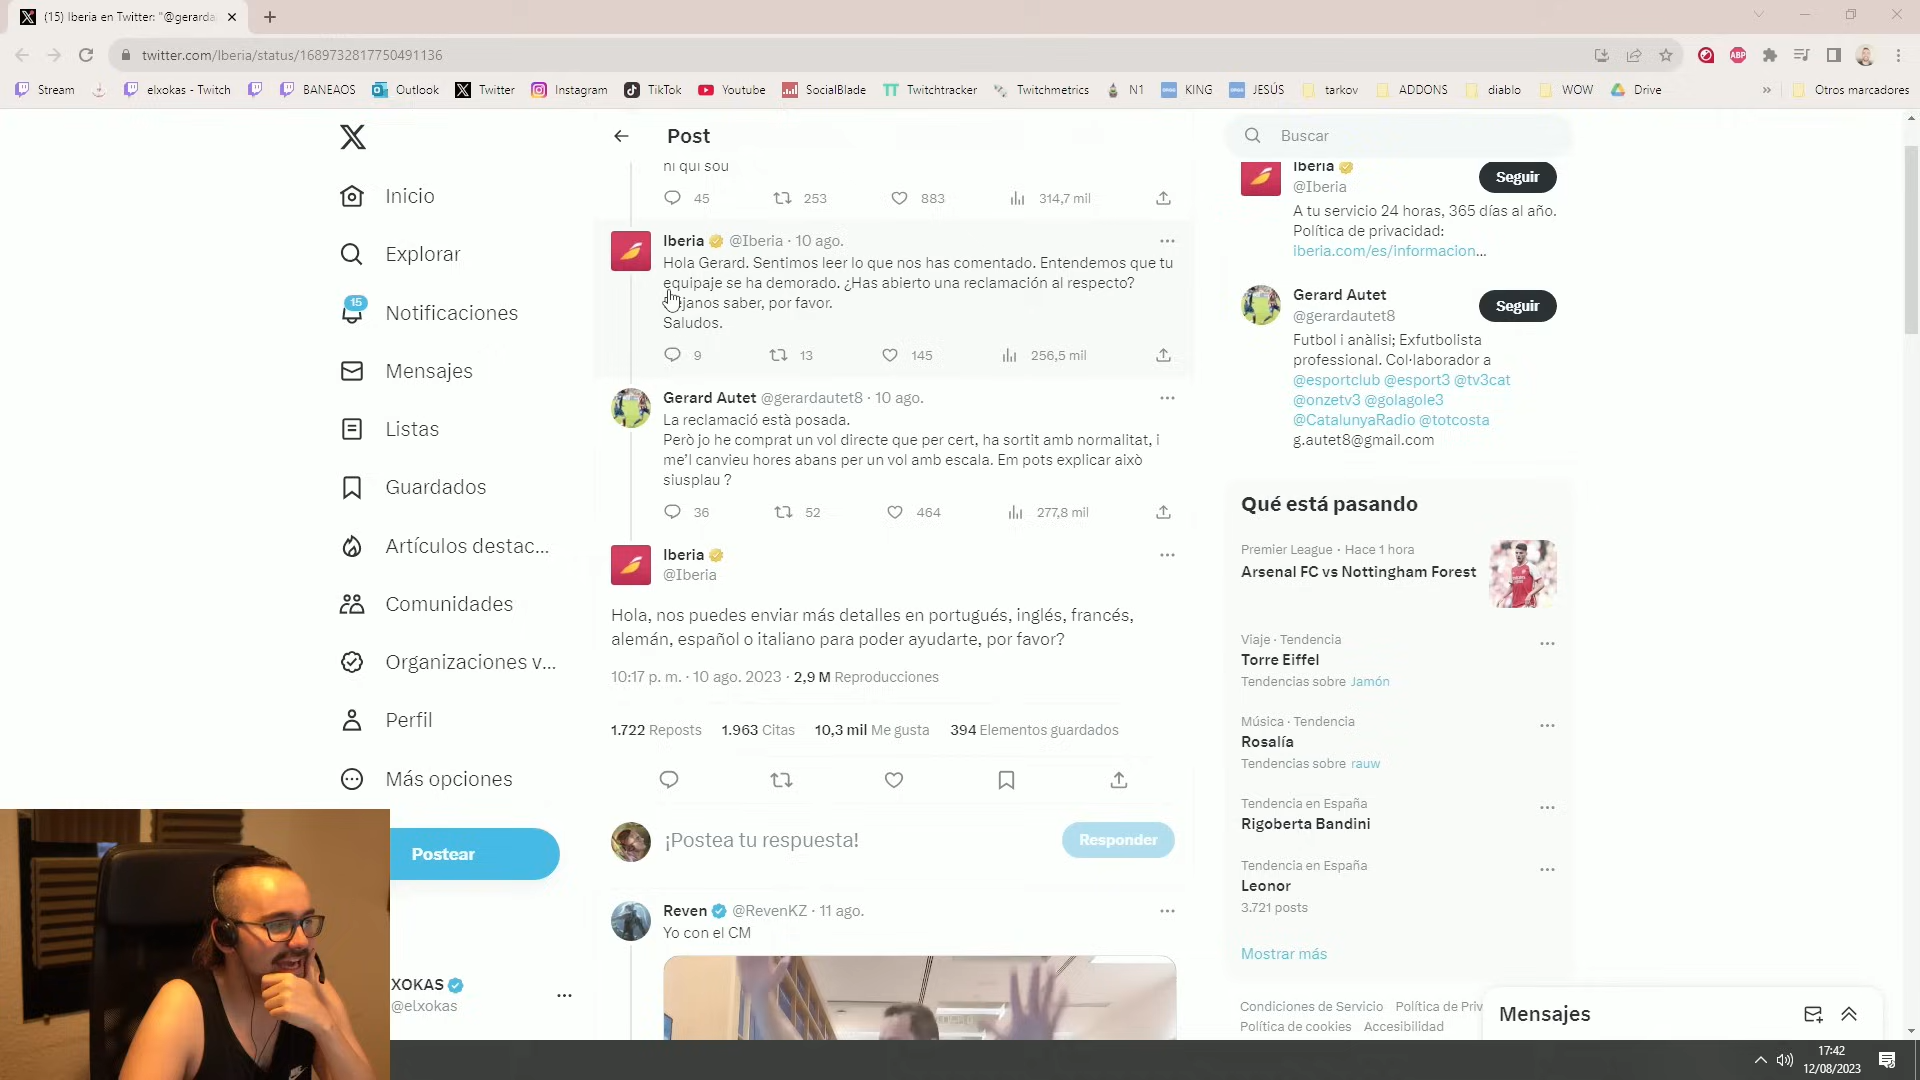 (15) Iberia en Twitter: "@gerarda
twitter.com/Iberia/status/1689732817750491136
Stream
elxokas - Twitch
BANEAOS
Outlook
Twitter
Instagram
TikTok
Youtube
SocialBlade
Twitchtracker
Twitchmetrics
N1
KING
JESÚS
tarkov
ADDONS
diablo
WOW
Drive
Otros marcadores
ABP
Inicio
Explorar
15
Notificaciones
Mensajes
Listas
Guardados
Artículos destac...
Comunidades
Organizaciones v...
Perfil
Más opciones
Postear
XOKAS
@elxokas
Post
ni qui sou
45 253 883 314,7 mil
Iberia @Iberia · 10 ago.
Hola Gerard. Sentimos leer lo que nos has comentado. Entendemos que tu
equipaje se ha demorado. ¿Has abierto una reclamación al respecto?
janos saber, por favor.
Saludos.
9 13 145 256,5 mil
Gerard Autet @gerardautet8 · 10 ago.
La reclamació està posada.
Però jo he comprat un vol directe que per cert, ha sortit amb normalitat, i
me'l canvieu hores abans per un vol amb escala. Em pots explicar això
siusplau ?
36 52 464 277,8 mil
Iberia
@Iberia
Hola, nos puedes enviar más detalles en portugués, inglés, francés,
alemán, español o italiano para poder ayudarte, por favor?
10:17 p. m. · 10 ago. 2023 · 2,9 M Reproducciones
1.722 Reposts 1.963 Citas 10,3 mil Me gusta 394 Elementos guardados
¡Postea tu respuesta!
Responder
Reven @RevenKZ · 11 ago.
Yo con el CM
Buscar
Iberia
@Iberia
Seguir
A tu servicio 24 horas, 365 días al año.
Política de privacidad:
iberia.com/es/informacion...
Gerard Autet
@gerardautet8
Seguir
Futbol i anàlisi; Exfutbolista
professional. Col·laborador a
@esportclub @esport3 @tv3cat
@onzetv3 @golagole3
@CatalunyaRadio @totcosta
g.autet8@gmail.com
Qué está pasando
Premier League · Hace 1 hora
Arsenal FC vs Nottingham Forest
Viaje · Tendencia
Torre Eiffel
Tendencias sobre Jamón
Música · Tendencia
Rosalía
Tendencias sobre rauw
Tendencia en España
Rigoberta Bandini
Tendencia en España
Leonor
3.721 posts
Mostrar más
Condiciones de Servicio Política de Priv
Política de cookies Accesibilidad
Mensajes
17:42
12/08/2023